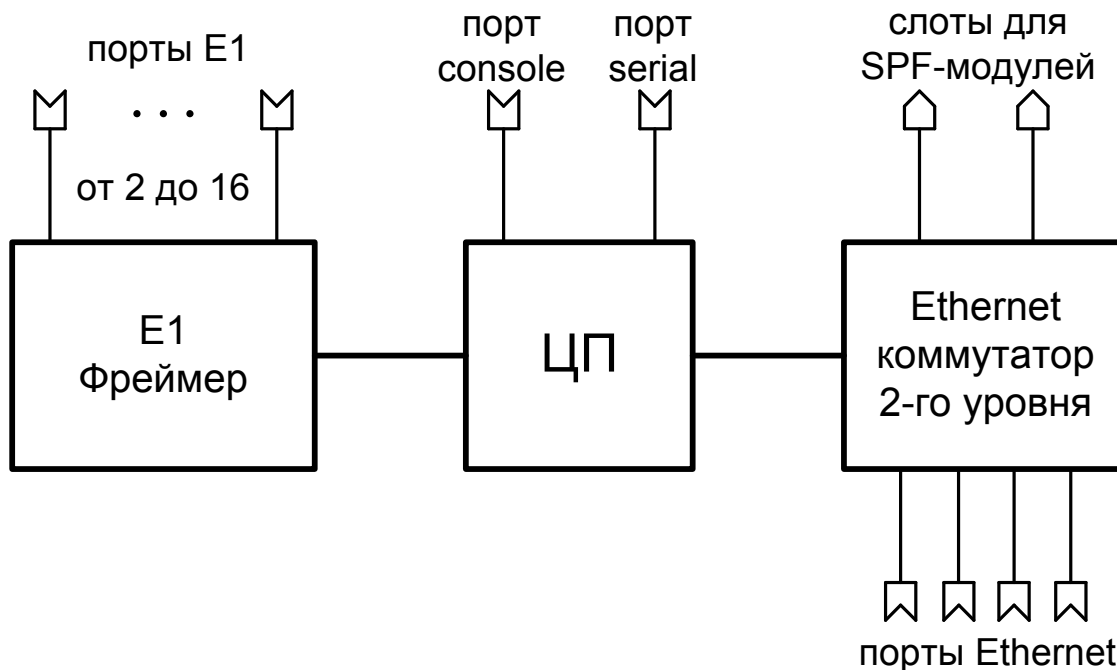 порты E1
. . .
от 2 до 16
порт
console
порт
serial
слоты для
SPF-модулей
E1
Фреймер
ЦП
Ethernet
коммутатор
2-го уровня
порты Ethernet